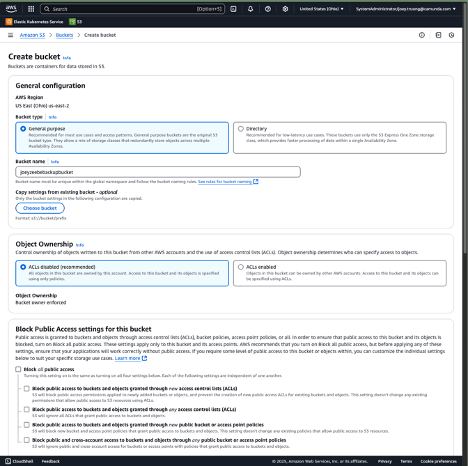 aws
Search
[Option+S]
United States (Ohio)
Elastic Kubernetes Service
S3
Amazon S3
Buckets
Create bucket
Create bucket Info
Buckets are containers for data stored in S3.
General configuration
AWS Region
US East (Ohio) us-east-2
Bucket type Info
General purpose
Recommended for most use cases and access patterns. General purpose buckets are the original S3
bucket type. They allow a mix of storage classes that redundantly store objects across multiple
Availability Zones.
Directory
Recommended for low-latency use cases. These buckets use only the S3 Express One Zone storage
class, which provides faster processing of data within a single Availability Zone.
Bucket name Info
Bucket name must be unique within the global namespace and follow the bucket naming rules. See rules for bucket naming
Copy settings from existing bucket - optional
Only the bucket settings in the following configuration are copied.
Choose bucket
Format: s3://bucket/prefix
Object Ownership Info
Control ownership of objects written to this bucket from other AWS accounts and the use of access control lists (ACLs). Object ownership determines who can specify access to objects.
ACLs disabled (recommended)
All objects in this bucket are owned by this account. Access to this bucket and its objects is specified
using only policies.
ACLs enabled
Objects in this bucket can be owned by other AWS accounts. Access to this bucket and its objects can
be specified using ACLs.
Object Ownership
Bucket owner enforced
Block Public Access settings for this bucket
Public access is granted to buckets and objects through access control lists (ACLs), bucket policies, access point policies, or all. In order to ensure that public access to this bucket and its objects is
blocked, turn on Block all public access. These settings apply only to this bucket and its access points. AWS recommends that you turn on Block all public access, but before applying any of these
settings, ensure that your applications will work correctly without public access. If you require some level of public access to this bucket or objects within, you can customize the individual settings
below to suit your specific storage use cases. Learn more
Block all public access
Turning this setting on is the same as turning on all four settings below. Each of the following settings are independent of one another.
Block public access to buckets and objects granted through new access control lists (ACLs)
S3 will block public access permissions applied to newly added buckets or objects, and prevent the creation of new public access ACLs for existing buckets and objects. This setting doesn't change any existing
permissions that allow public access to S3 resources using ACLs.
Block public access to buckets and objects granted through any access control lists (ACLs)
S3 will ignore all ACLs that grant public access to buckets and objects.
Block public access to buckets and objects granted through new public bucket or access point policies
S3 will block new bucket and access point policies that grant public access to buckets and objects. This setting doesn't change any existing policies that allow public access to S3 resources.
Block public and cross-account access to buckets and objects through any public bucket or access point policies
S3 will ignore public and cross-account access for buckets or access points with policies that grant public access to buckets and objects.
CloudShell
Feedback
© 2025, Amazon Web Services, Inc. or its affiliates.
Privacy
Terms
Cookie preferences